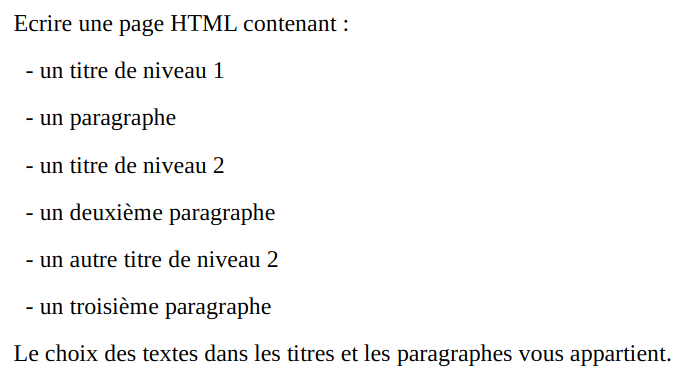 Ecrire une page HTML contenant :
- un titre de niveau 1
- un paragraphe
- un titre de niveau 2
- un deuxième paragraphe
- un autre titre de niveau 2
- un troisième paragraphe
Le choix des textes dans les titres et les paragraphes vous appartient.